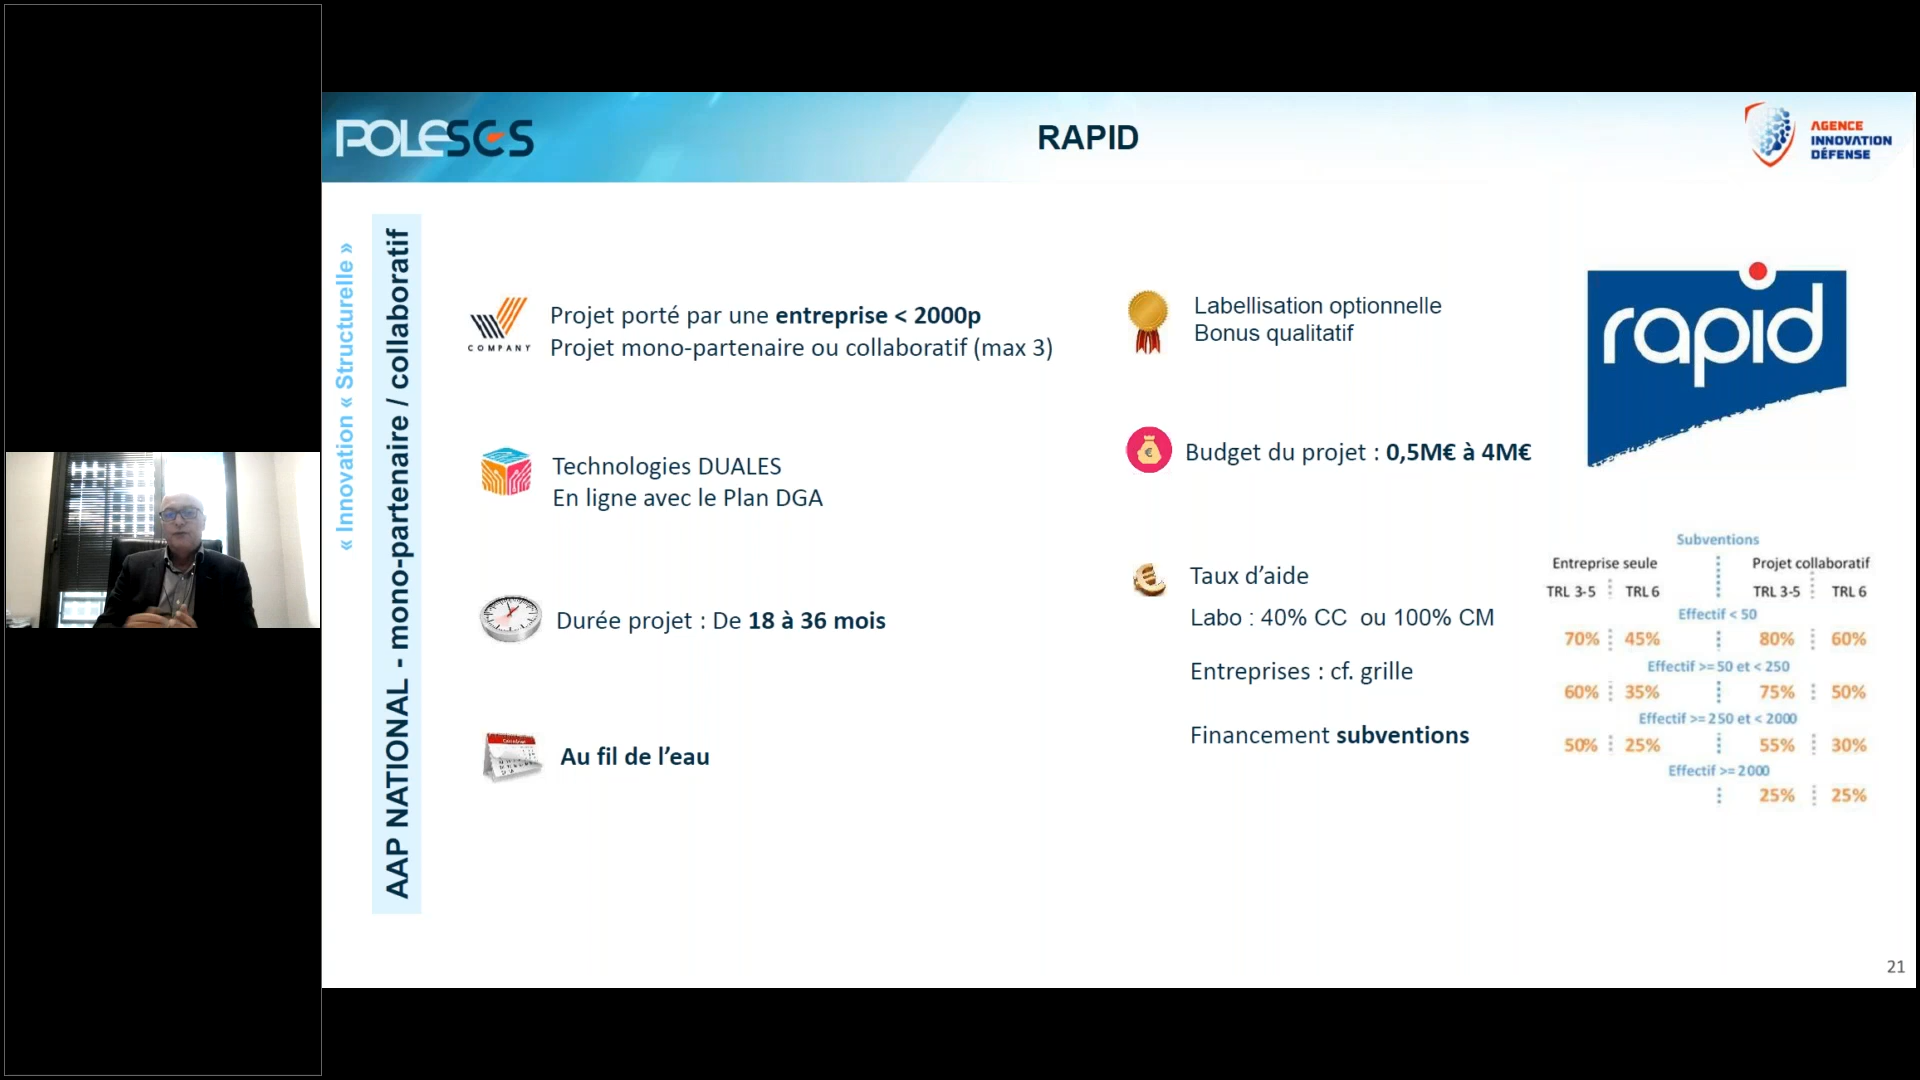 POLESCS
RAPID
AGENCE
INNOVATION
DÉFENSE
« Innovation « Structurelle »
AAP NATIONAL - mono-partenaire / collaboratif
COMPANY
Projet porté par une entreprise < 2000p
Projet mono-partenaire ou collaboratif (max 3)
Technologies DUALES
En ligne avec le Plan DGA
Durée projet : De 18 à 36 mois
Au fil de l’eau
Labellisation optionnelle
Bonus qualitatif
Budget du projet : 0,5M€ à 4M€
Taux d’aide
Labo : 40% CC ou 100% CM
Entreprises : cf. grille
Financement subventions
rapid
Subventions
Entreprise seule Projet collaboratif
TRL 3-5 TRL 6 TRL 3-5 TRL 6
Effectif < 50
70% 45% 80% 60%
Effectif >= 50 et < 250
60% 35% 75% 50%
Effectif >= 250 et < 2000
50% 25% 55% 30%
Effectif >= 2000
25% 25%
21